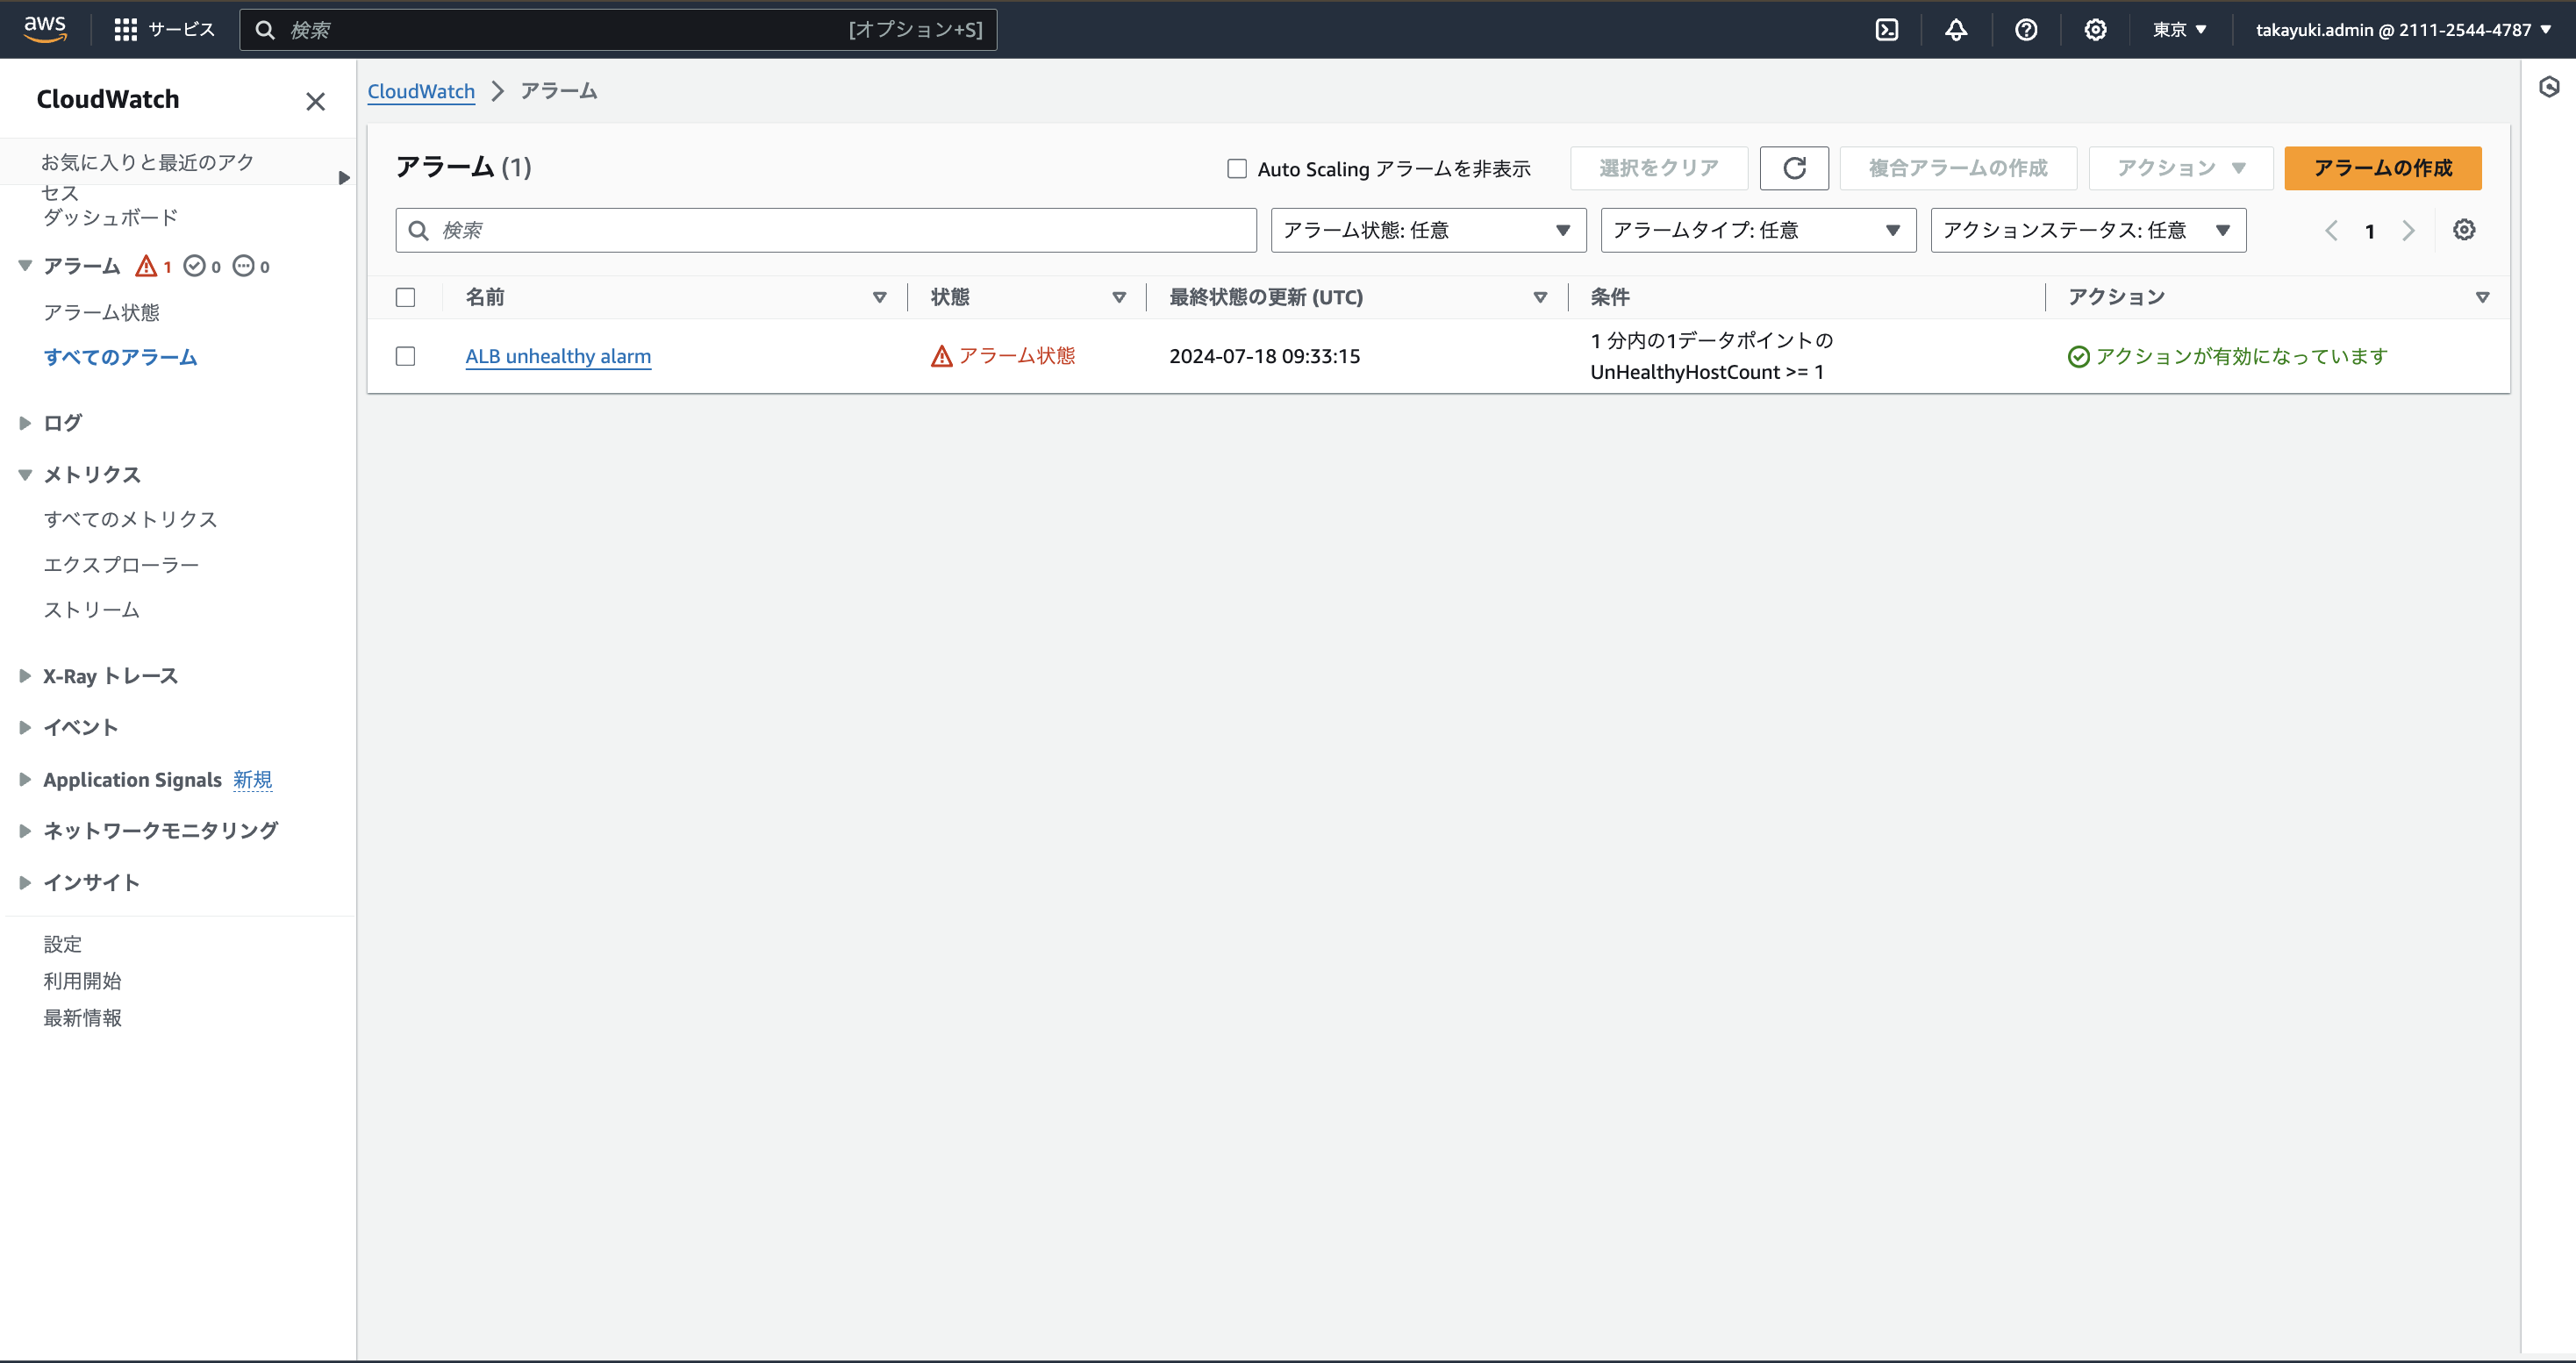 aws
サービス
検索
[オプション+S]
東京
takayuki.admin @ 2111-2544-4787
CloudWatch
お気に入りと最近のアク
セス
ダッシュボード
アラーム 1 0 0
アラーム状態
すべてのアラーム
ログ
メトリクス
すべてのメトリクス
エクスプローラー
ストリーム
X-Ray トレース
イベント
Application Signals 新規
ネットワークモニタリング
インサイト
設定
利用開始
最新情報
CloudWatch
アラーム
アラーム (1)
Auto Scaling アラームを非表示
選択をクリア
複合アラームの作成
アクション
アラームの作成
検索
アラーム状態: 任意
アラームタイプ: 任意
アクションステータス: 任意
1
名前
状態
最終状態の更新 (UTC)
条件
アクション
ALB unhealthy alarm
アラーム状態
2024-07-18 09:33:15
1 分内の1データポイントの
UnHealthyHostCount >= 1
アクションが有効になっています